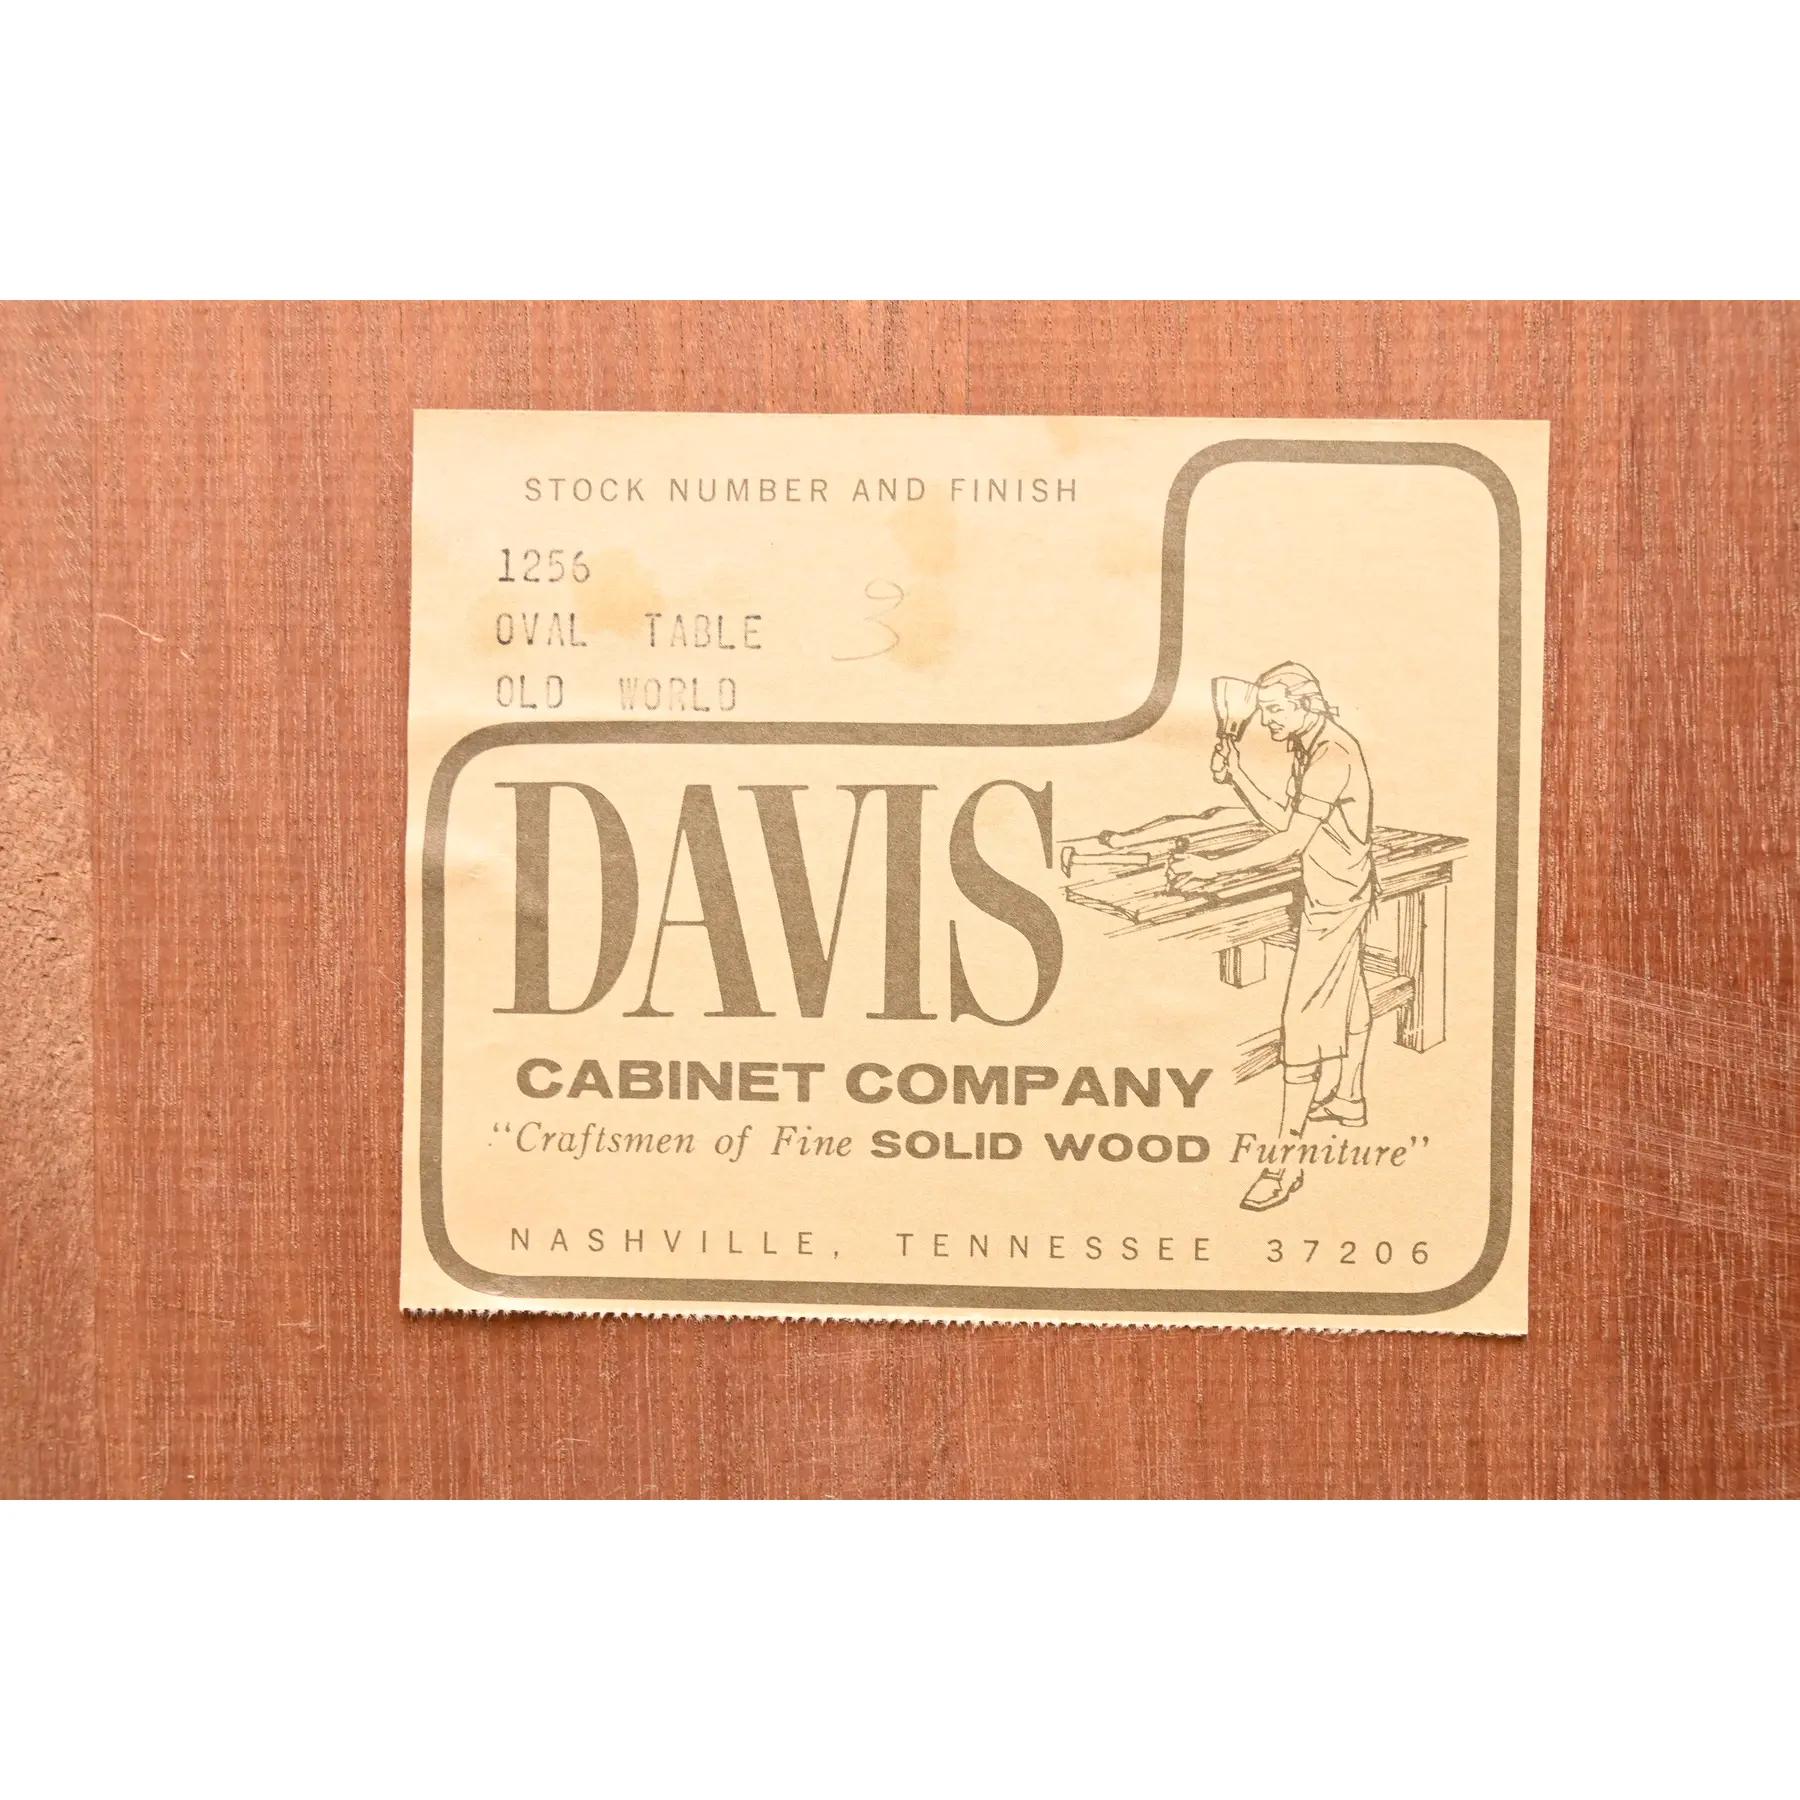 STOCK NUMBER AND FINISH
1256
OVAL TABLE 3
OLD WORLD
DAVIS
CABINET COMPANY
"Craftsmen of Fine SOLID WOOD Furniture"
NASHVILLE, TENNESSEE 37206